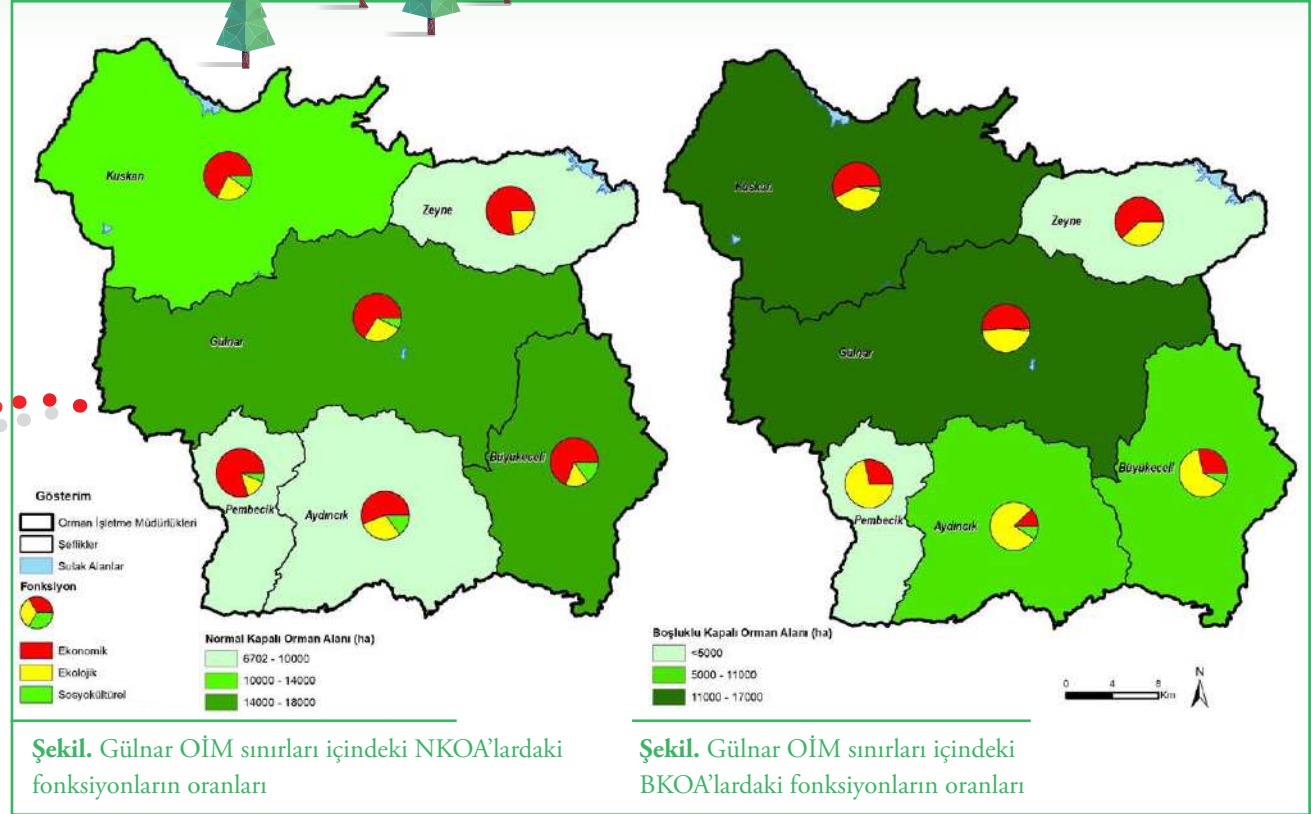 Kuskan
Zeyne
Gülnar
Büyükeceli
Pembecik
Aydıncık
Gösterim
Orman İşletme Müdürlükleri
Şeflikler
Sulak Alanlar
Fonksiyon
Ekonomik
Ekolojik
Sosyokültürel
Normal Kapalı Orman Alanı (ha)
6702 - 10000
10000 - 14000
14000 - 18000
Şekil. Gülnar OİM sınırları içindeki NKOA’lardaki
fonksiyonların oranları
Kuskan
Zeyne
Gülnar
Büyükeceli
Pembecik
Aydıncık
Boşluklu Kapalı Orman Alanı (ha)
<5000
5000 - 11000
11000 - 17000
0 4 8
Km
N
Şekil. Gülnar OİM sınırları içindeki
BKOA’lardaki fonksiyonların oranları